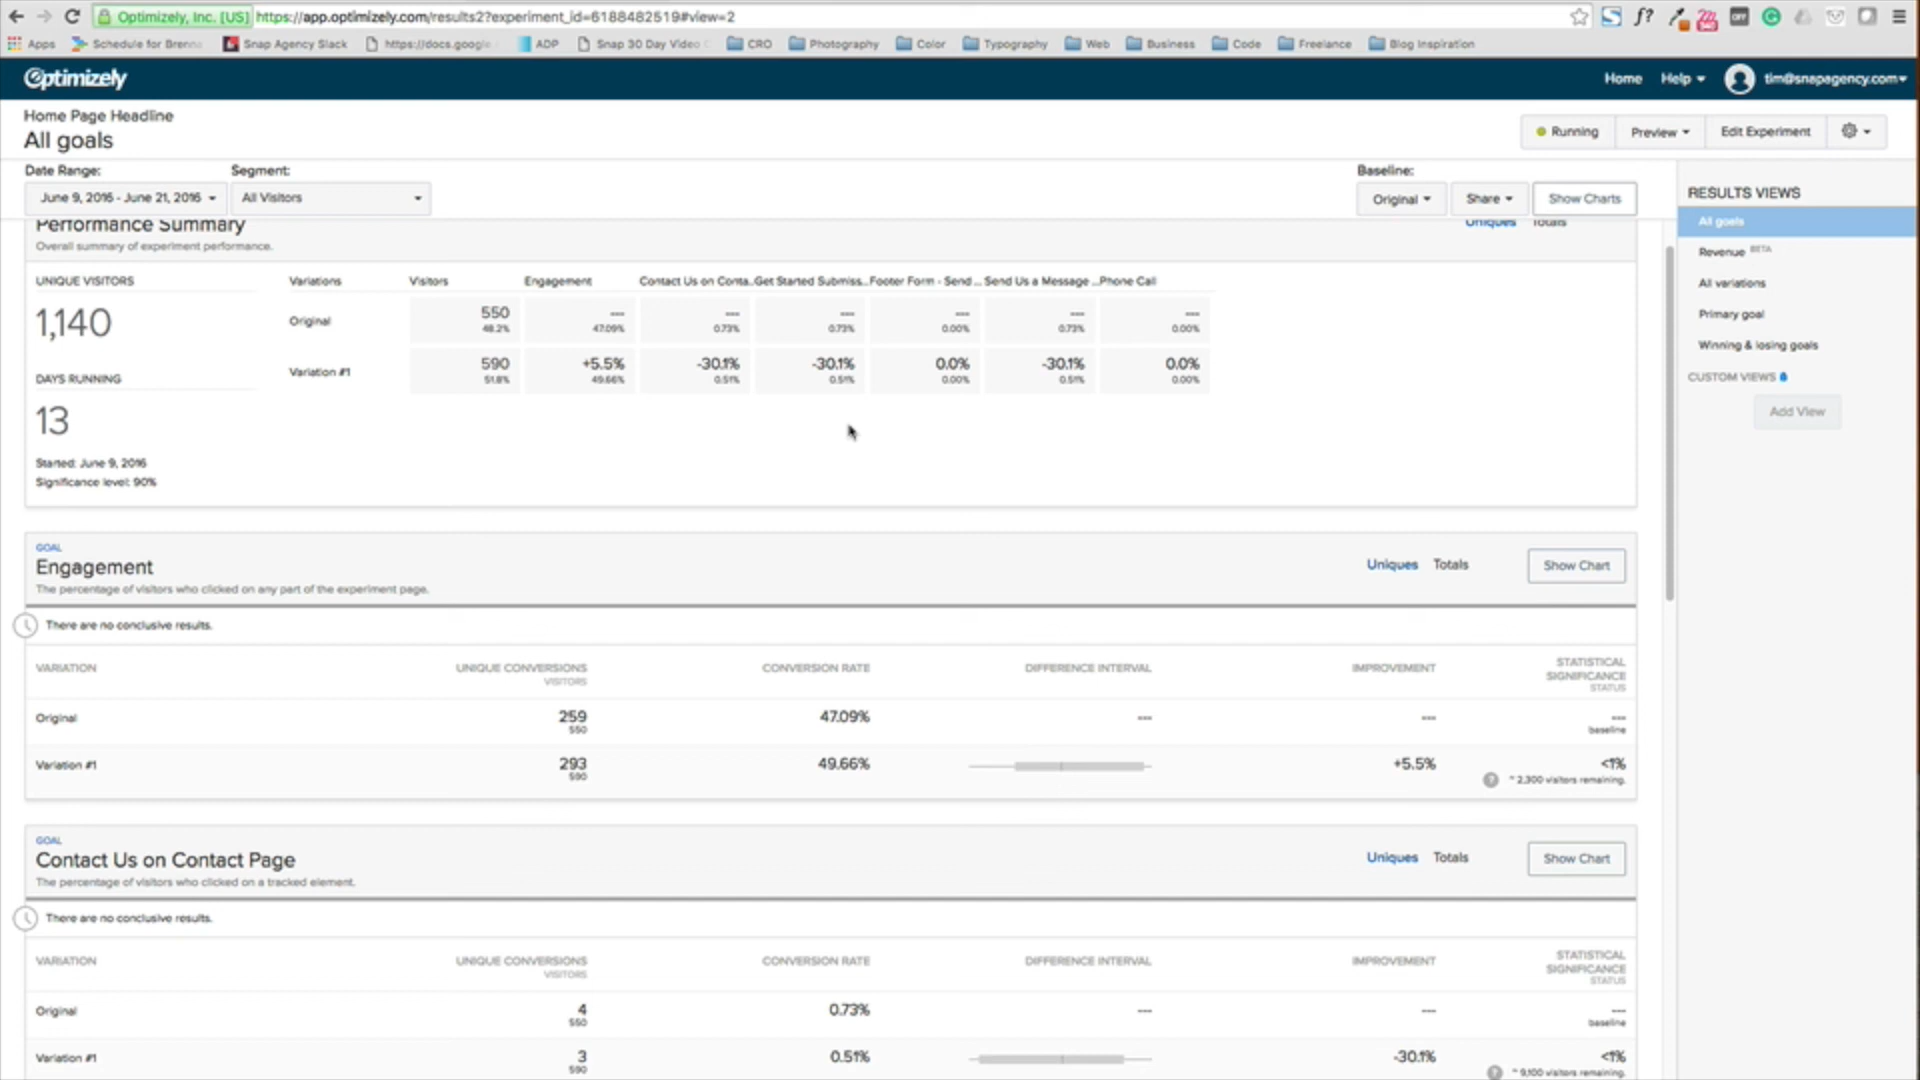 Optimizely, Inc. [US] https://app.optimizely.com/results2?experiment_id=6188482519#view=2
Apps Schedule for Brenna Snap Agency Slack https://docs.google. ADP Snap 30 Day Video CRO Photography Color Typography Web Business Code Freelance Blog Inspiration
Optimizely Home Help tim@snapagency.com
Home Page Headline
All goals
Running Preview Edit Experiment
Date Range: Segment: Baseline:
June 9, 2016 - June 21, 2016 All Visitors Original Share Show Charts
RESULTS VIEWS
All goals
Revenue BETA
All variations
Primary goal
Winning & losing goals
CUSTOM VIEWS
Add View
Performance Summary Uniques Totals
Overall summary of experiment performance.
UNIQUE VISITORS
1,140
DAYS RUNNING
13
Started: June 9, 2016
Significance level: 90%
Variations Visitors Engagement Contact Us on Conta... Get Started Submiss... Footer Form - Send ... Send Us a Message ... Phone Call
Original 550 --- --- --- --- --- ---
48.2% 47.09% 0.73% 0.73% 0.00% 0.73% 0.00%
Variation #1 590 +5.5% -30.1% -30.1% 0.0% -30.1% 0.0%
51.8% 49.66% 0.51% 0.51% 0.00% 0.51% 0.00%
GOAL
Engagement Uniques Totals Show Chart
The percentage of visitors who clicked on any part of the experiment page.
There are no conclusive results.
VARIATION UNIQUE CONVERSIONS CONVERSION RATE DIFFERENCE INTERVAL IMPROVEMENT STATISTICAL SIGNIFICANCE
VISITORS STATUS
Original 259 47.09% --- --- ---
550 baseline
Variation #1 293 49.66% +5.5% <1%
590 ~ 2,300 visitors remaining.
GOAL
Contact Us on Contact Page Uniques Totals Show Chart
The percentage of visitors who clicked on a tracked element.
There are no conclusive results.
VARIATION UNIQUE CONVERSIONS CONVERSION RATE DIFFERENCE INTERVAL IMPROVEMENT STATISTICAL SIGNIFICANCE
VISITORS STATUS
Original 4 0.73% --- --- ---
550 baseline
Variation #1 3 0.51% -30.1% <1%
590 ~ 9,100 visitors remaining.